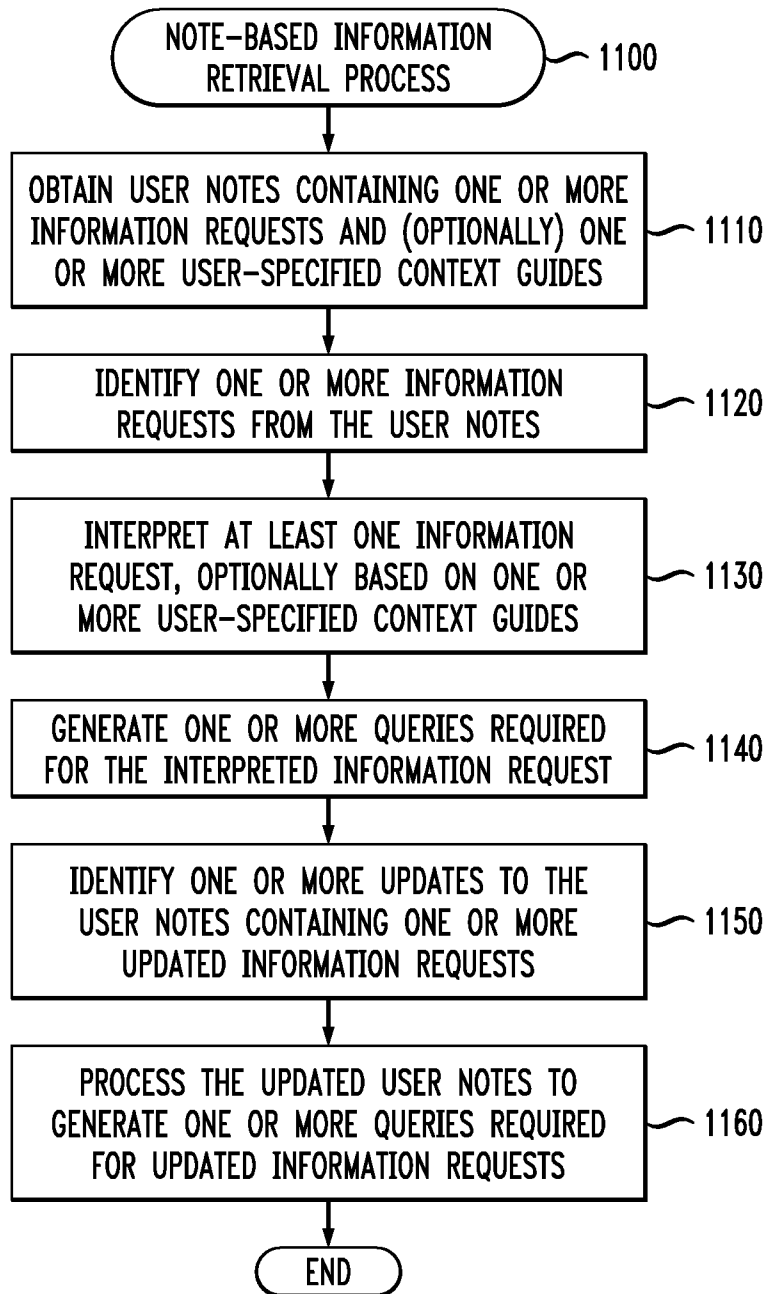 NOTE-BASED INFORMATION
RETRIEVAL PROCESS
1100
OBTAIN USER NOTES CONTAINING ONE OR MORE
INFORMATION REQUESTS AND (OPTIONALLY) ONE
OR MORE USER-SPECIFIED CONTEXT GUIDES
1110
IDENTIFY ONE OR MORE INFORMATION
REQUESTS FROM THE USER NOTES
1120
INTERPRET AT LEAST ONE INFORMATION
REQUEST, OPTIONALLY BASED ON ONE OR
MORE USER-SPECIFIED CONTEXT GUIDES
1130
GENERATE ONE OR MORE QUERIES REQUIRED
FOR THE INTERPRETED INFORMATION REQUEST
1140
IDENTIFY ONE OR MORE UPDATES TO THE
USER NOTES CONTAINING ONE OR MORE
UPDATED INFORMATION REQUESTS
1150
PROCESS THE UPDATED USER NOTES TO
GENERATE ONE OR MORE QUERIES REQUIRED
FOR UPDATED INFORMATION REQUESTS
1160
END